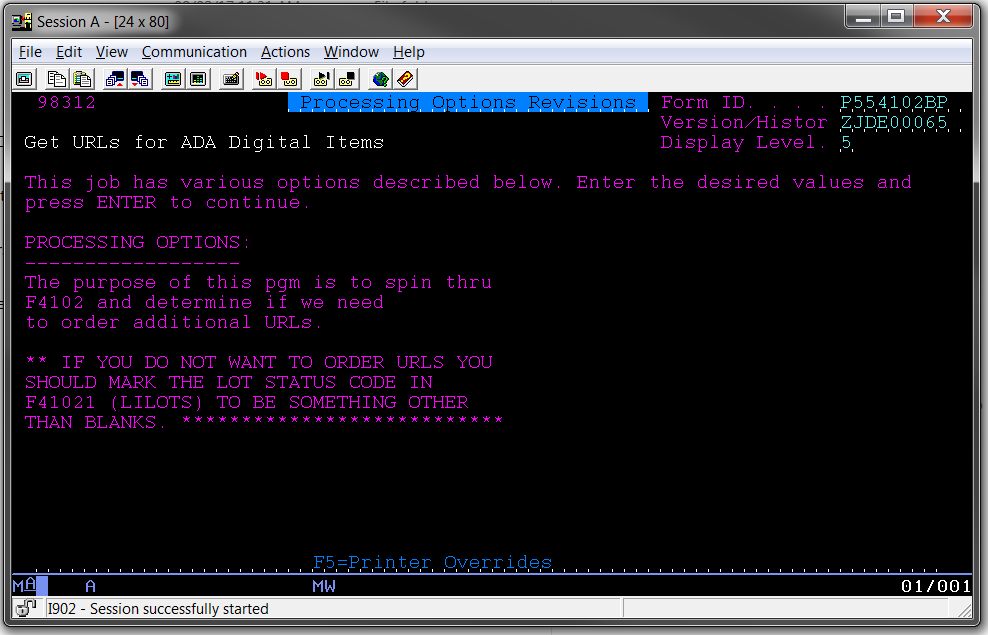 Session A - [24 x 80]
File Edit View Communication Actions Window Help
98312 Processing Options Revisions Form ID. . . . P554102BP
Version/Histor ZJDE00065
Get URLs for ADA Digital Items Display Level. 5
This job has various options described below. Enter the desired values and
press ENTER to continue.
PROCESSING OPTIONS:
------------------
The purpose of this pgm is to spin thru
F4102 and determine if we need
to order additional URLs.
** IF YOU DO NOT WANT TO ORDER URLS YOU
SHOULD MARK THE LOT STATUS CODE IN
F41021 (LILOTS) TO BE SOMETHING OTHER
THAN BLANKS. ***************************
F5=Printer Overrides
MA A MW 01/001
I902 - Session successfully started